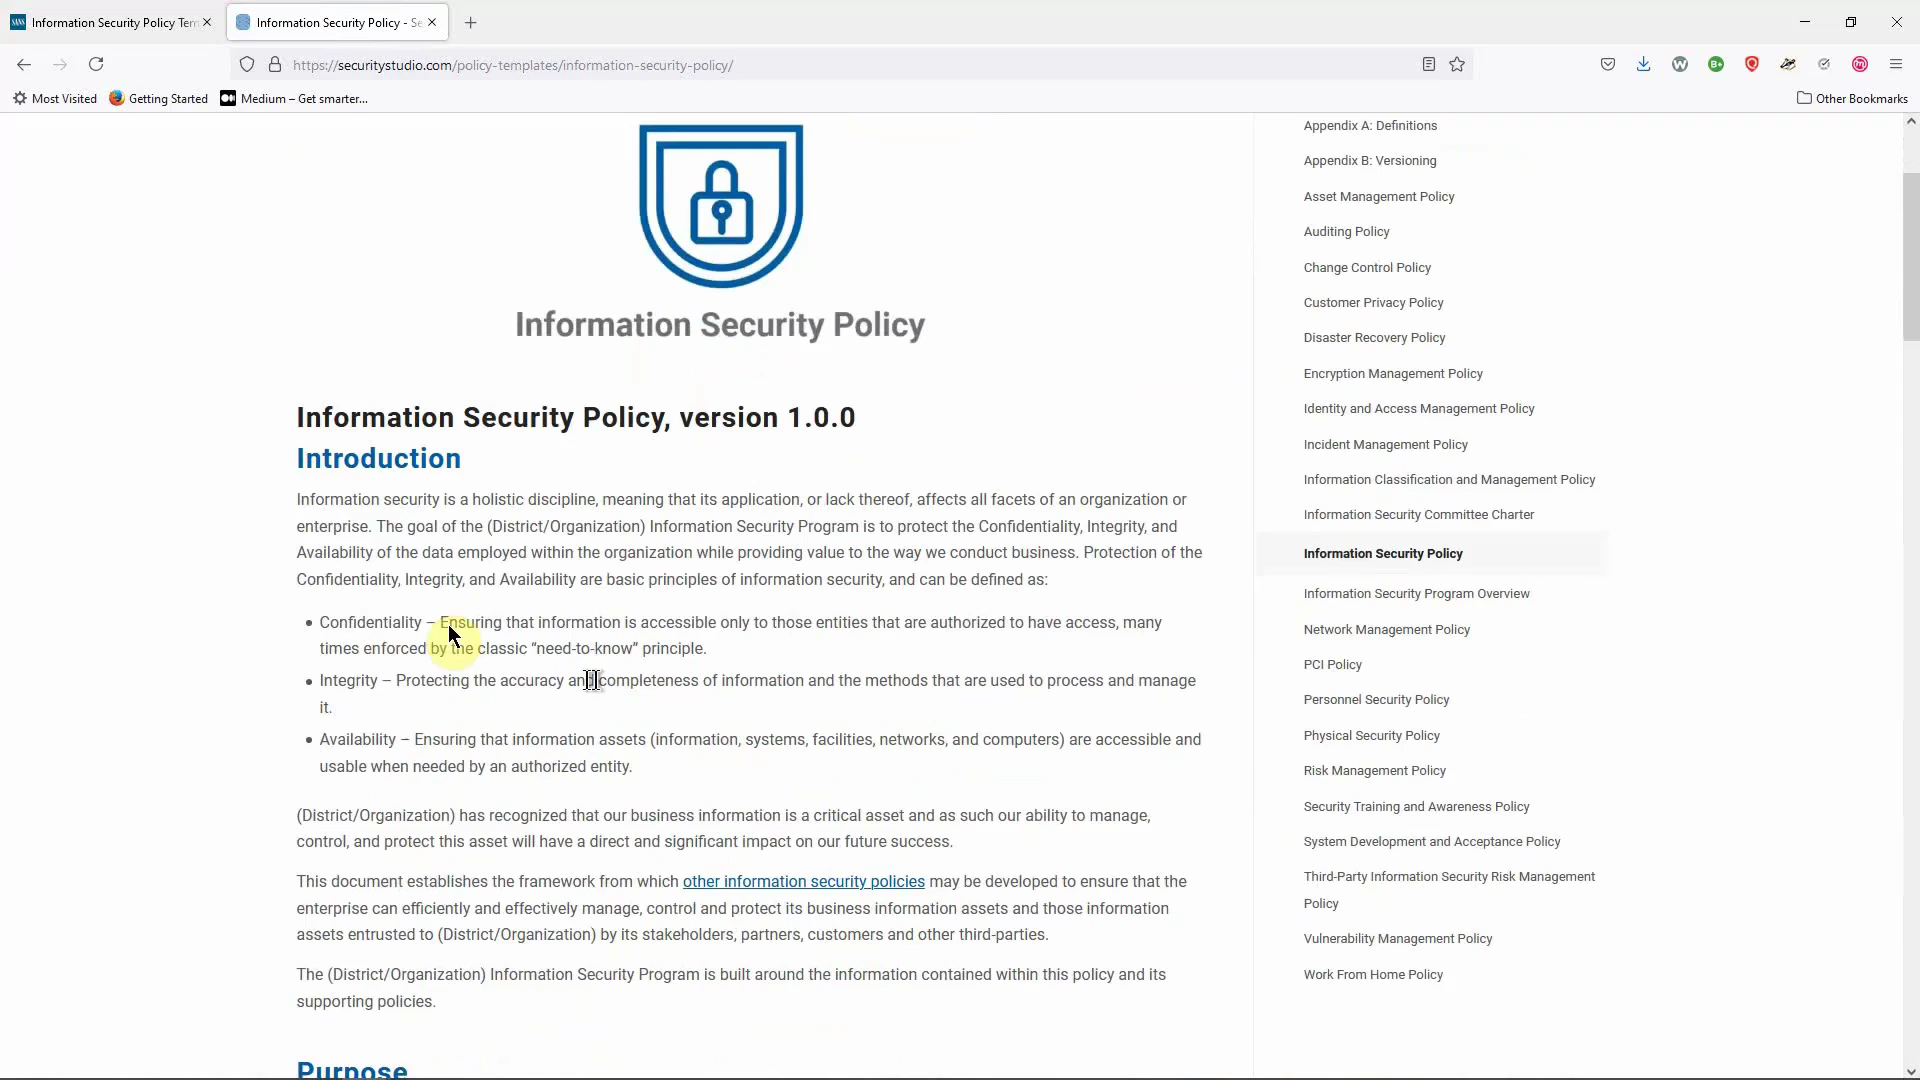 SANS
Information Security Policy Tem
Information Security Policy - Se
https://securitystudio.com/policy-templates/information-security-policy/
Most Visited
Getting Started
Medium – Get smarter...
Other Bookmarks
Information Security Policy
Information Security Policy, version 1.0.0
Introduction
Information security is a holistic discipline, meaning that its application, or lack thereof, affects all facets of an organization or
enterprise. The goal of the (District/Organization) Information Security Program is to protect the Confidentiality, Integrity, and
Availability of the data employed within the organization while providing value to the way we conduct business. Protection of the
Confidentiality, Integrity, and Availability are basic principles of information security, and can be defined as:
Confidentiality – Ensuring that information is accessible only to those entities that are authorized to have access, many
times enforced by the classic “need-to-know” principle.
Integrity – Protecting the accuracy and completeness of information and the methods that are used to process and manage
it.
Availability – Ensuring that information assets (information, systems, facilities, networks, and computers) are accessible and
usable when needed by an authorized entity.
(District/Organization) has recognized that our business information is a critical asset and as such our ability to manage,
control, and protect this asset will have a direct and significant impact on our future success.
This document establishes the framework from which other information security policies may be developed to ensure that the
enterprise can efficiently and effectively manage, control and protect its business information assets and those information
assets entrusted to (District/Organization) by its stakeholders, partners, customers and other third-parties.
The (District/Organization) Information Security Program is built around the information contained within this policy and its
supporting policies.
Purpose
Appendix A: Definitions
Appendix B: Versioning
Asset Management Policy
Auditing Policy
Change Control Policy
Customer Privacy Policy
Disaster Recovery Policy
Encryption Management Policy
Identity and Access Management Policy
Incident Management Policy
Information Classification and Management Policy
Information Security Committee Charter
Information Security Policy
Information Security Program Overview
Network Management Policy
PCI Policy
Personnel Security Policy
Physical Security Policy
Risk Management Policy
Security Training and Awareness Policy
System Development and Acceptance Policy
Third-Party Information Security Risk Management
Policy
Vulnerability Management Policy
Work From Home Policy